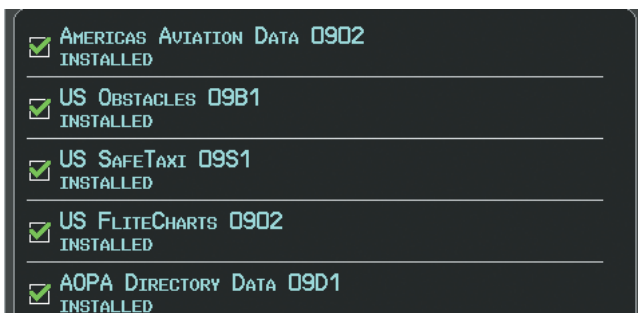 Americas Aviation Data 0902
INSTALLED
US Obstacles 09B1
INSTALLED
US SafeTaxi 09S1
INSTALLED
US FliteCharts 0902
INSTALLED
AOPA Directory Data 09D1
INSTALLED